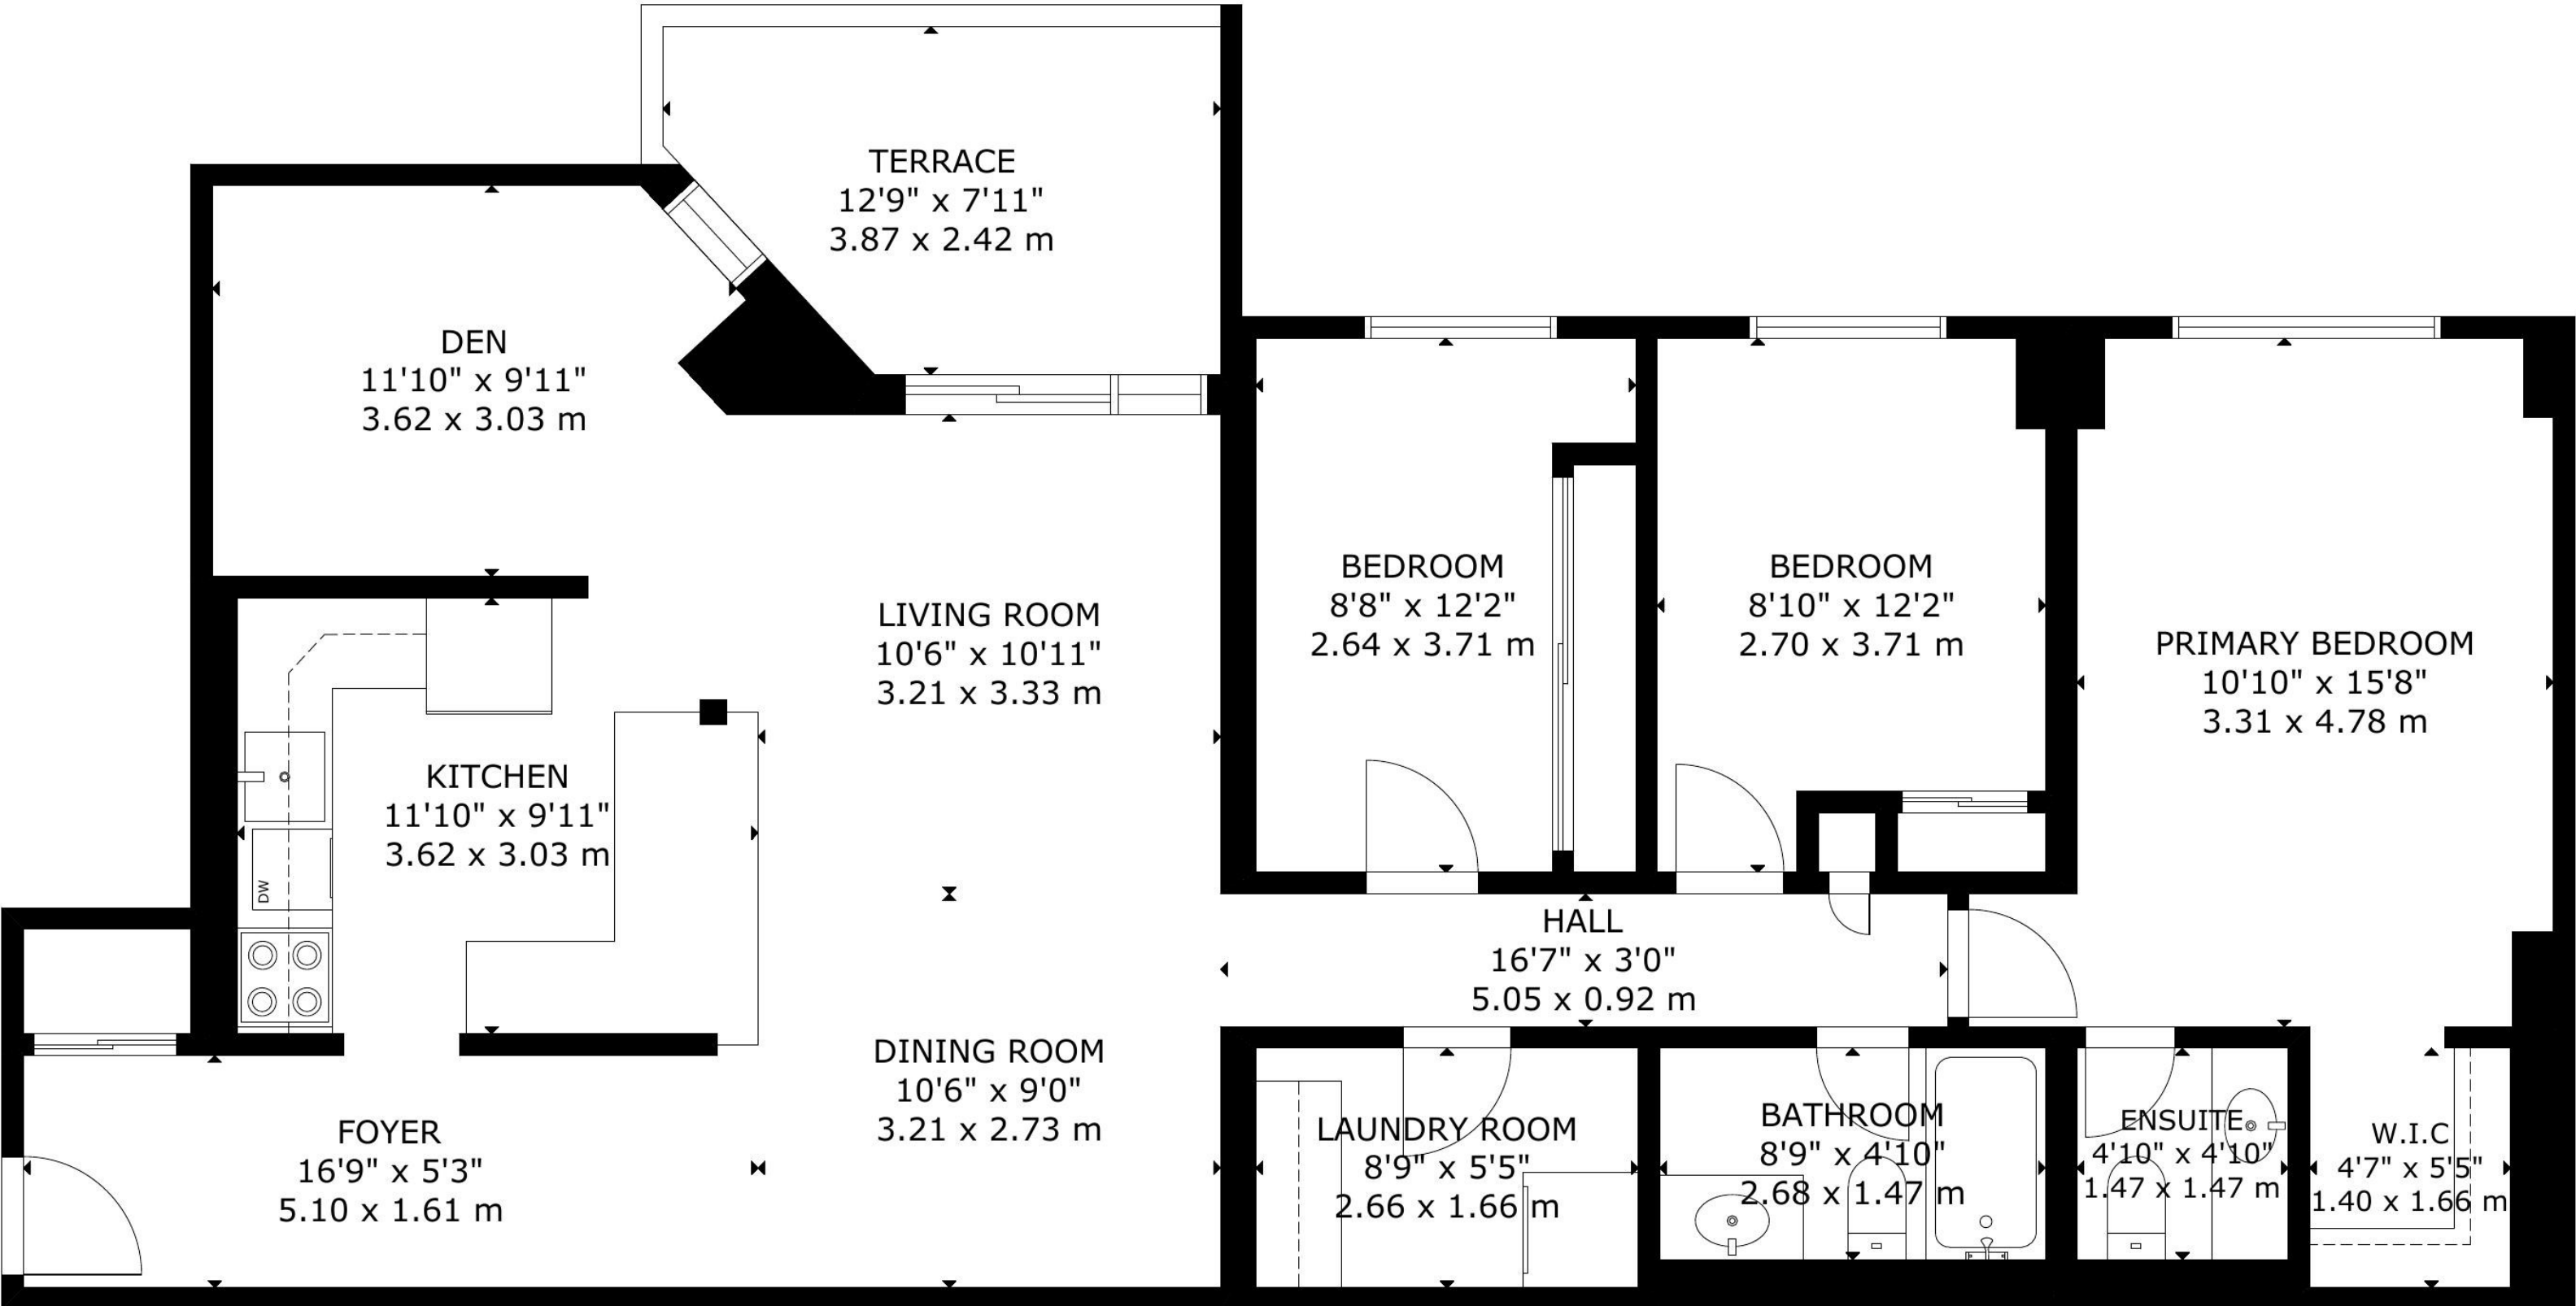 TERRACE
12'9" x 7'11"
3.87 x 2.42 m
DEN
11'10" x 9'11"
3.62 x 3.03 m
LIVING ROOM
10'6" x 10'11"
3.21 x 3.33 m
BEDROOM
8'8" x 12'2"
2.64 x 3.71 m
BEDROOM
8'10" x 12'2"
2.70 x 3.71 m
PRIMARY BEDROOM
10'10" x 15'8"
3.31 x 4.78 m
KITCHEN
11'10" x 9'11"
3.62 x 3.03 m
DW
HALL
16'7" x 3'0"
5.05 x 0.92 m
DINING ROOM
10'6" x 9'0"
3.21 x 2.73 m
FOYER
16'9" x 5'3"
5.10 x 1.61 m
LAUNDRY ROOM
8'9" x 5'5"
2.66 x 1.66 m
BATHROOM
8'9" x 4'10"
2.68 x 1.47 m
ENSUITE
4'10" x 4'10"
1.47 x 1.47 m
W.I.C
4'7" x 5'5"
1.40 x 1.66 m